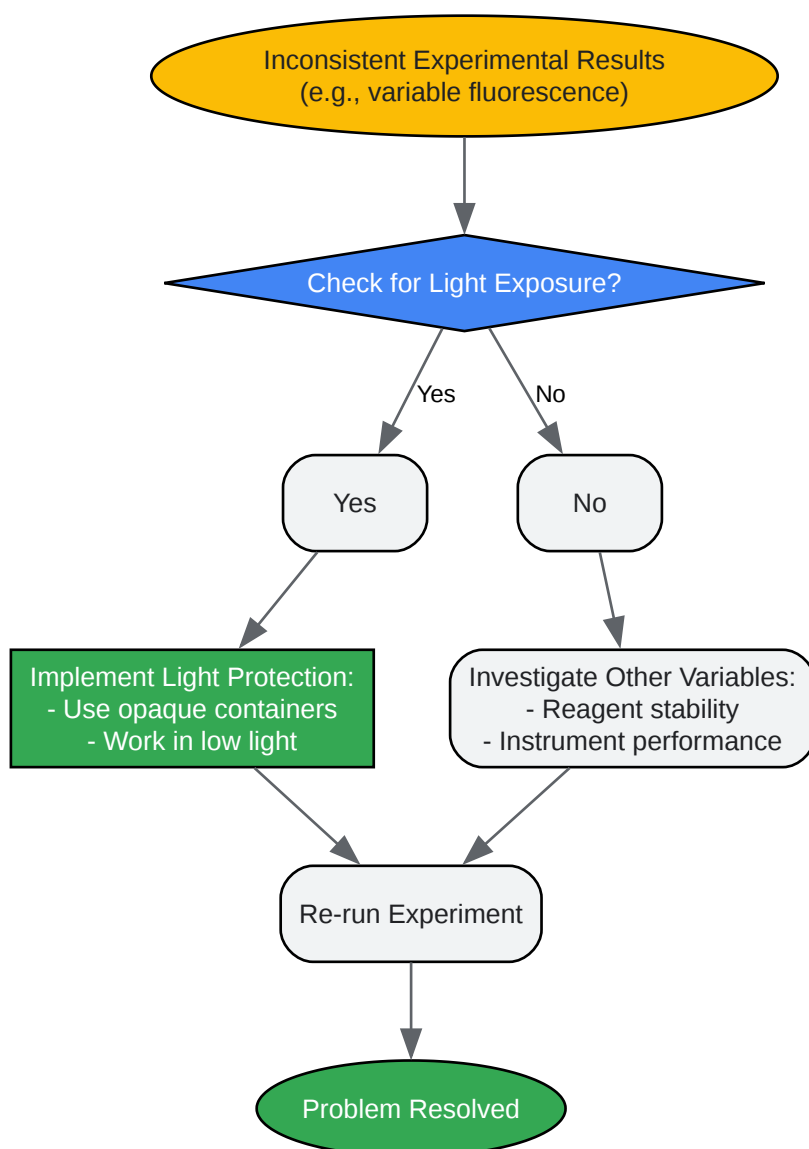 Inconsistent Experimental Results
(e.g., variable fluorescence)
Check for Light Exposure?
Yes
No
Yes
No
Implement Light Protection:
- Use opaque containers
- Work in low light
Investigate Other Variables:
- Reagent stability
- Instrument performance
Re-run Experiment
Problem Resolved